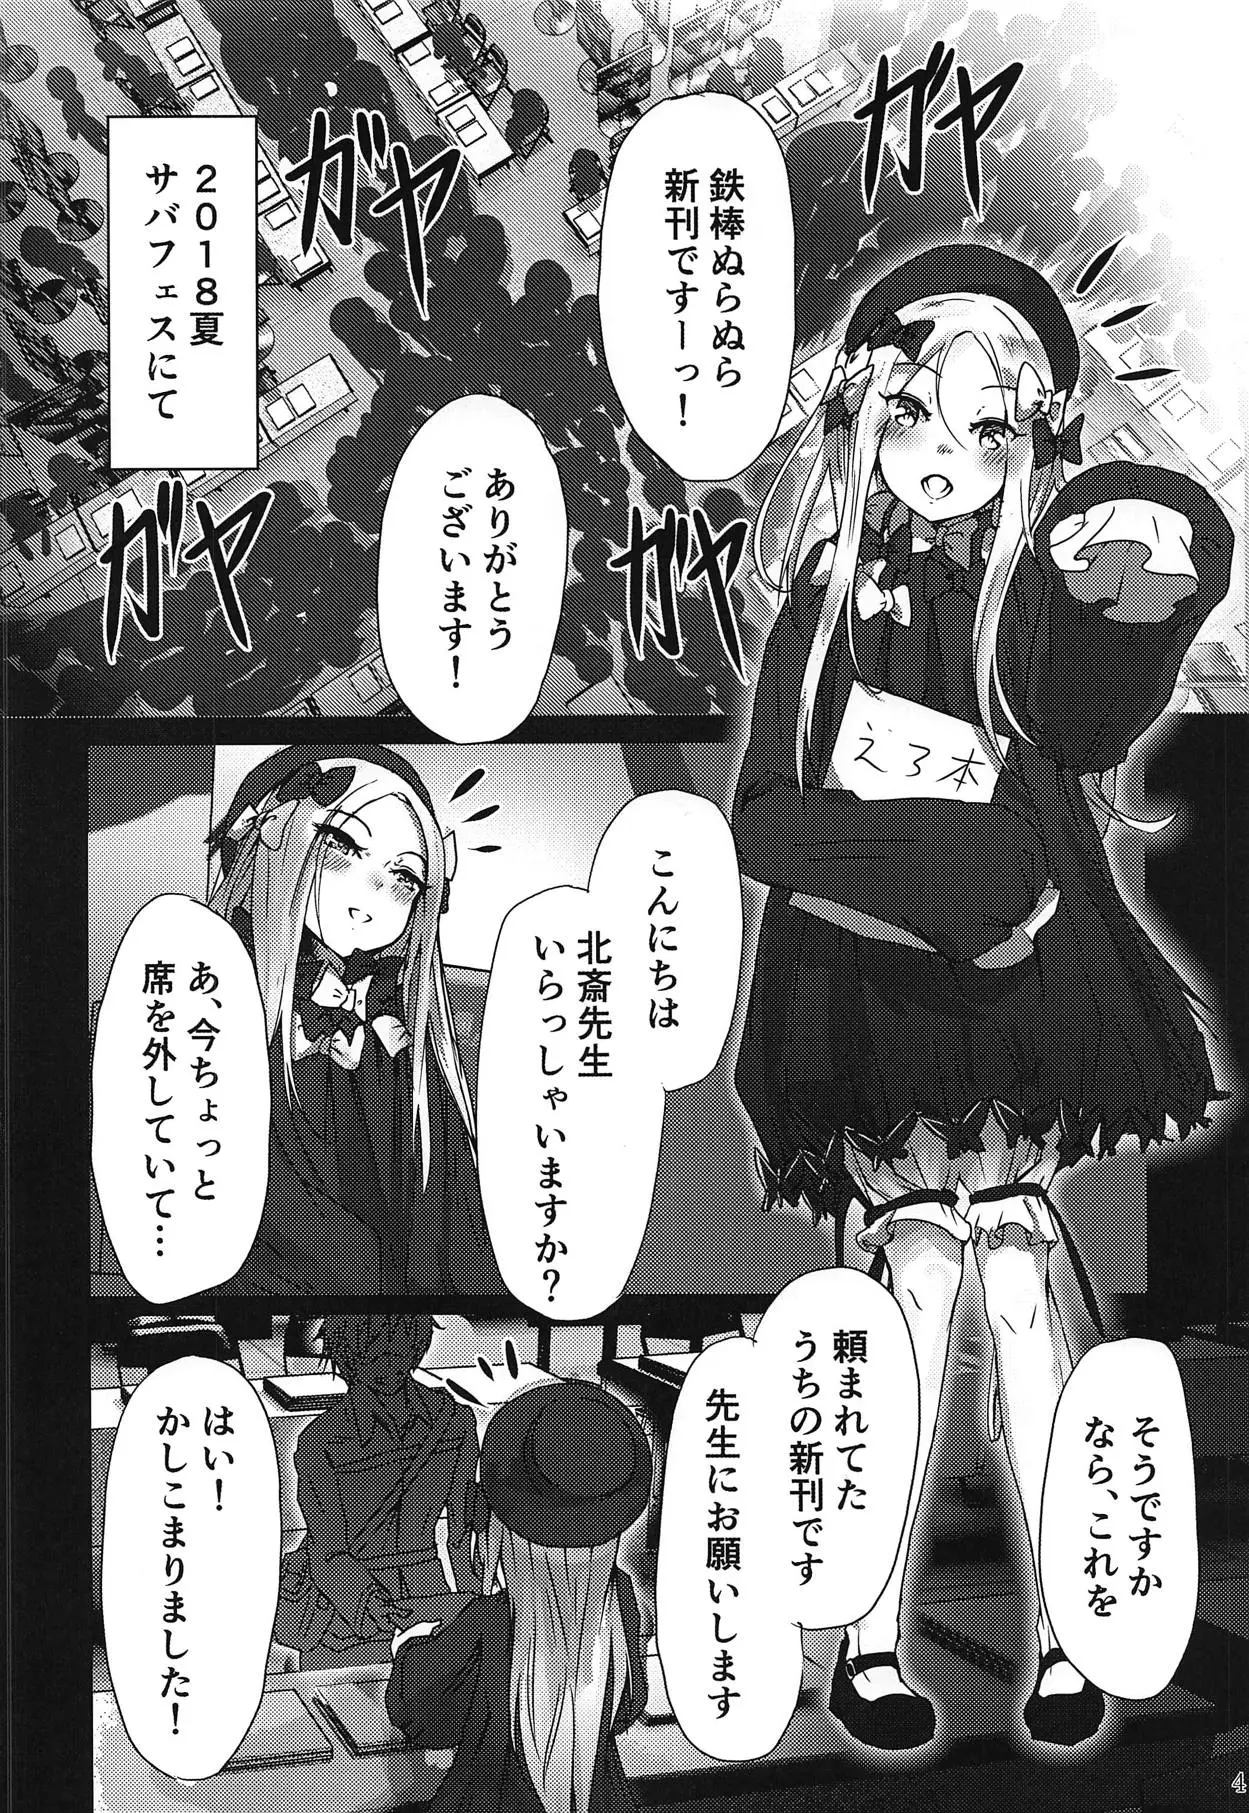 ガヤ
鉄棒ぬらぬら
新刊ですーっ！
ガヤ
2018夏
サバフェスにて
ありがとう
ございます！
ガヤ
ガヤ
えろ本
こんにちは
北斎先生
いらっしゃいますか？
あ、今ちょっと
席を外していて…
そうですか
なら、これを
頼まれてた
うちの新刊です
先生にお願いします
はい！
かしこまりました！
4